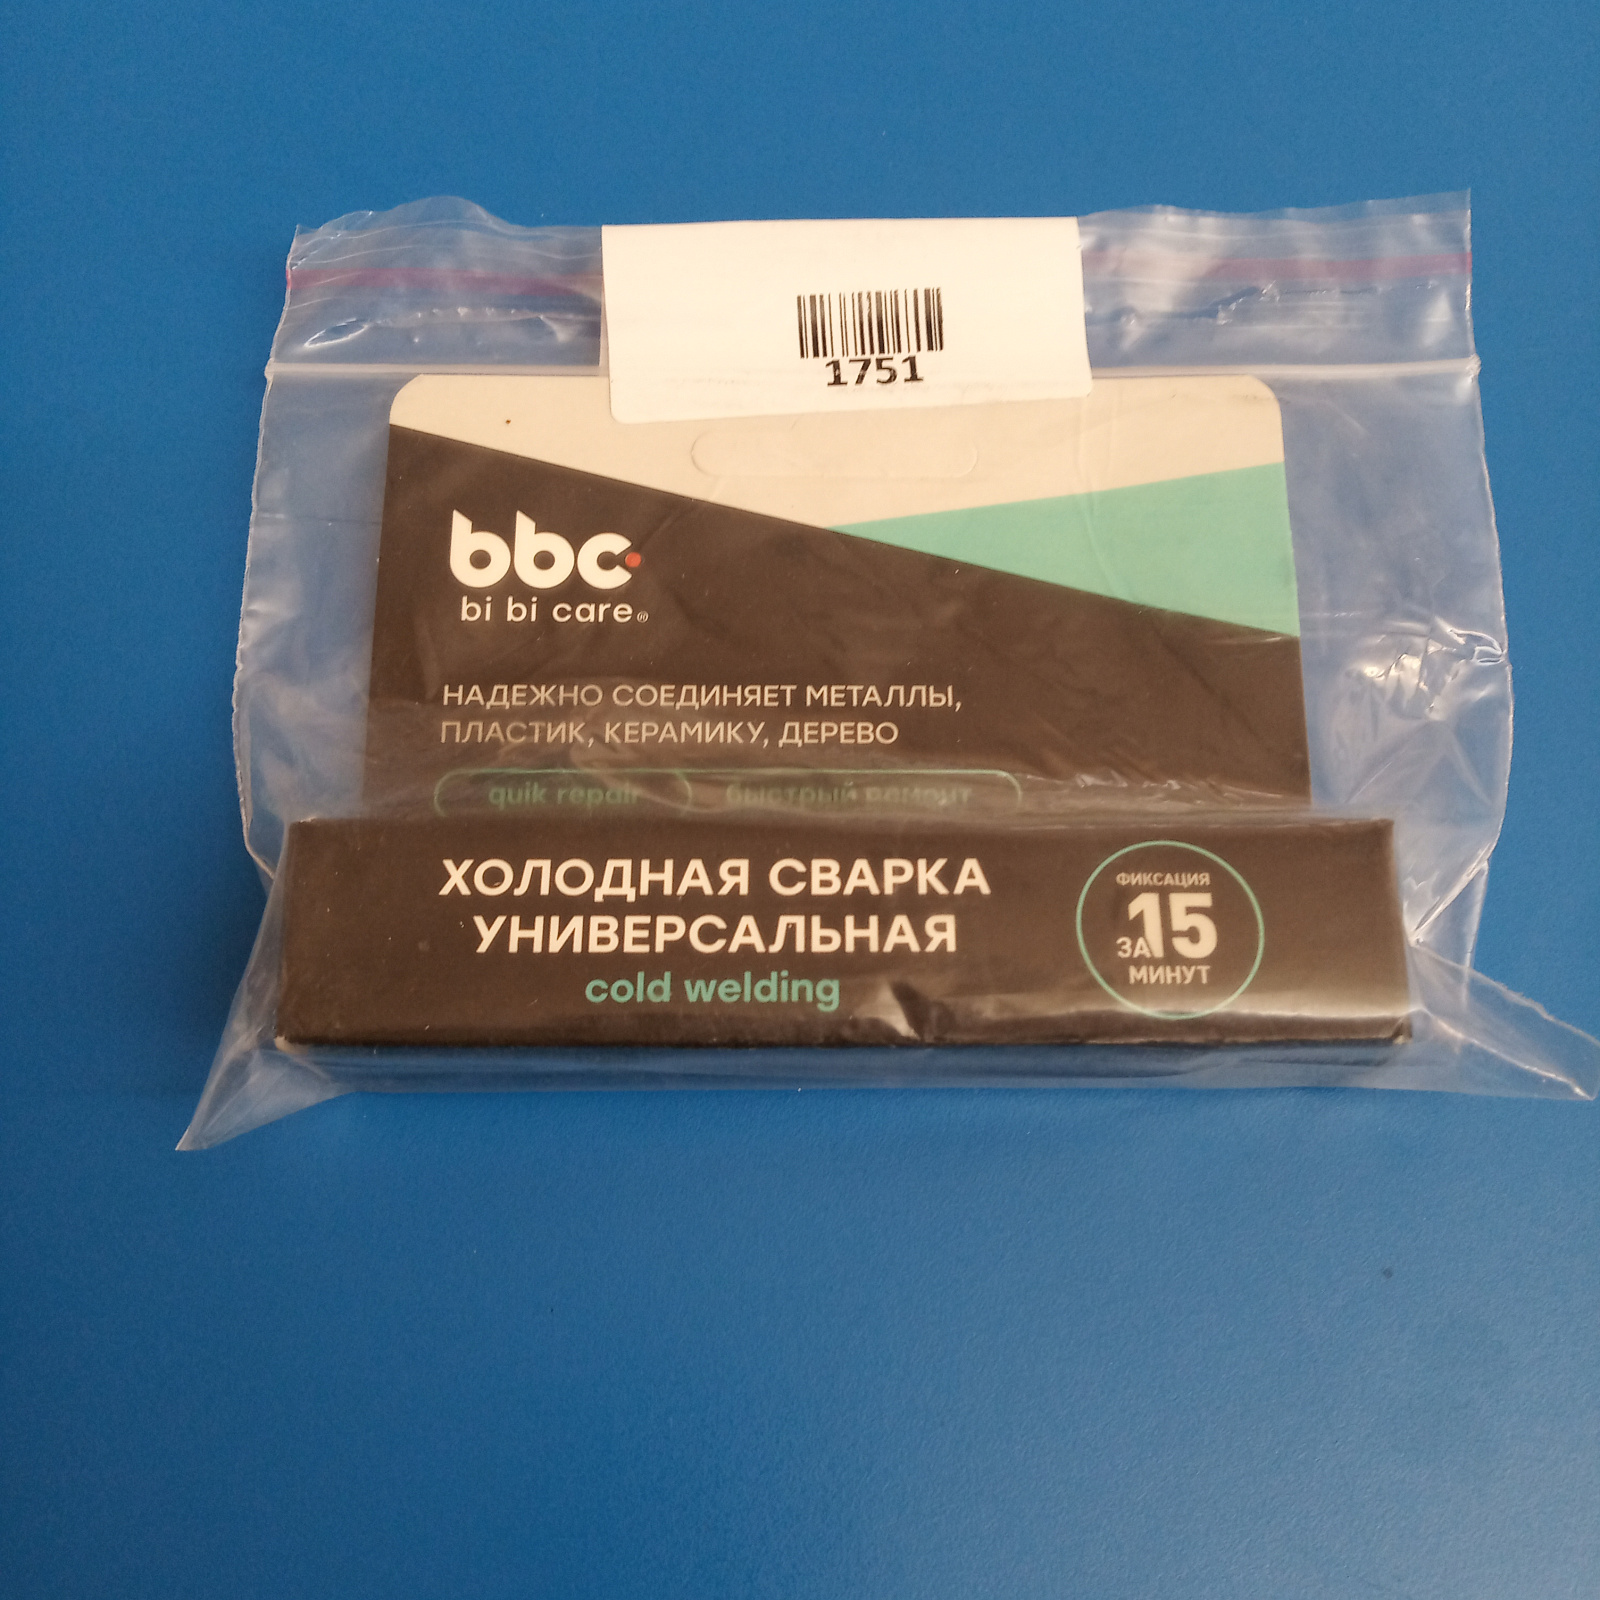 1751
bbc
bi bi care®
НАДЕЖНО СОЕДИНЯЕТ МЕТАЛЛЫ,
ПЛАСТИК, КЕРАМИКУ, ДЕРЕВО
quik repair быстрый ремонт
ХОЛОДНАЯ СВАРКА
УНИВЕРСАЛЬНАЯ
cold welding
ФИКСАЦИЯ
ЗА 15
МИНУТ